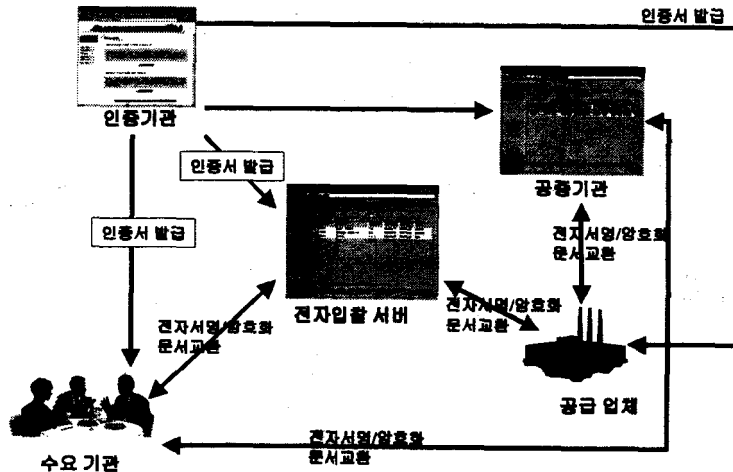 인증서 발급
인증기관
인증서 발급
공증기관
인증서 발급
전자서명/암호화
문서교환
전자입찰 서버
전자서명/암호화
문서교환
전자서명/암호화
문서교환
공급 업체
전자서명/암호화
문서교환
수요 기관